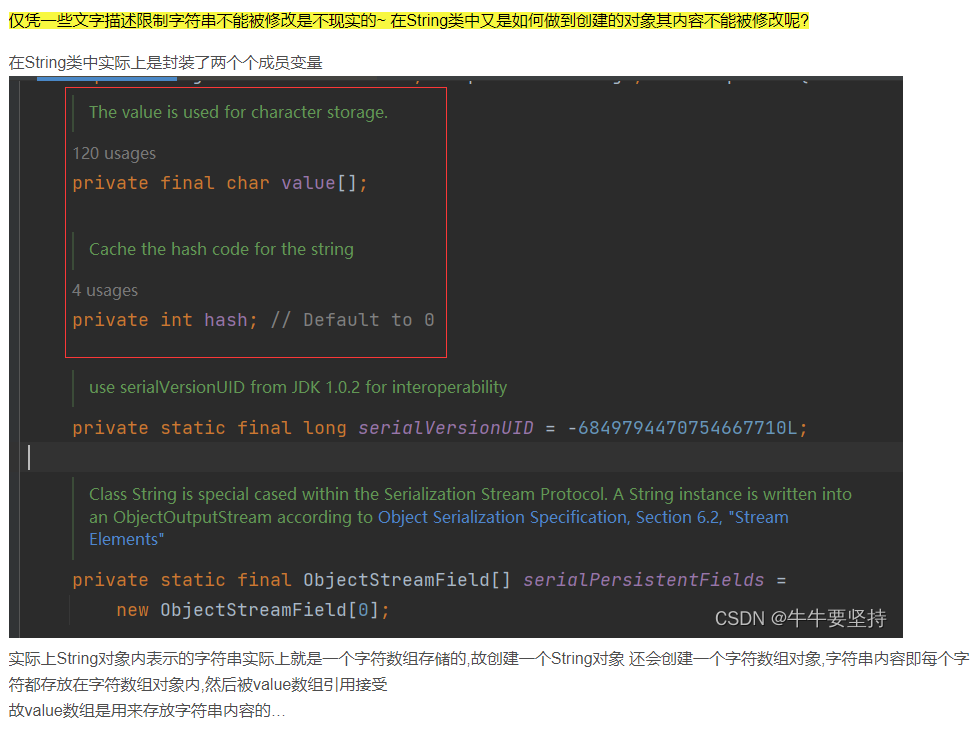 仅凭一些文字描述限制字符串不能被修改是不现实的~ 在String类中又是如何做到创建的对象其内容不能被修改呢?
在String类中实际上是封装了两个个成员变量
The value is used for character storage.
120 usages
private final char value[];
Cache the hash code for the string
4 usages
private int hash; // Default to 0
use serialVersionUID from JDK 1.0.2 for interoperability
private static final long serialVersionUID = -6849794470754667710L;
Class String is special cased within the Serialization Stream Protocol. A String instance is written into
an ObjectOutputStream according to Object Serialization Specification, Section 6.2, "Stream
Elements"
private static final ObjectStreamField[] serialPersistentFields =
new ObjectStreamField[0];
CSDN @牛牛要坚持
实际上String对象内表示的字符串实际上就是一个字符数组存储的,故创建一个String对象 还会创建一个字符数组对象,字符串内容即每个字
符都存放在字符数组对象内,然后被value数组引用接受
故value数组是用来存放字符串内容的…